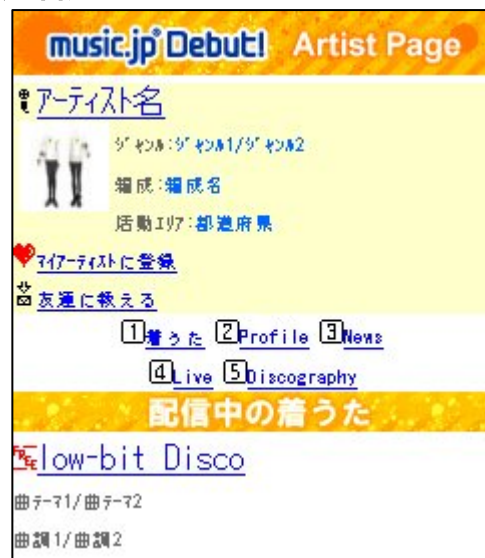 music.jp Debut! Artist Page
アーティスト名
ジャンル:ジャンル1/ジャンル2
編成:編成名
活動エリア:都道府県
マイアーティストに登録
友達に教える
1着うた 2Profile 3News
4Live 5Discography
配信中の着うた
FREE low-bit Disco
曲テーマ1/曲テーマ2
曲調1/曲調2